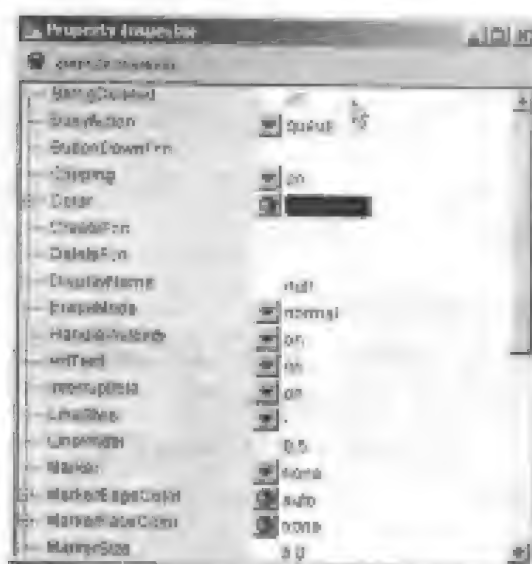 Property Inspector
BeingDeleted off
BusyAction queue
ButtonDownFcn
Clipping on
Color
CreateFcn
DeleteFcn
DisplayName
EraseMode normal
HandleVisibility on
HitTest on
Interruptible on
LineStyle -
LineWidth 0.5
Marker none
MarkerEdgeColor auto
MarkerFaceColor none
MarkerSize